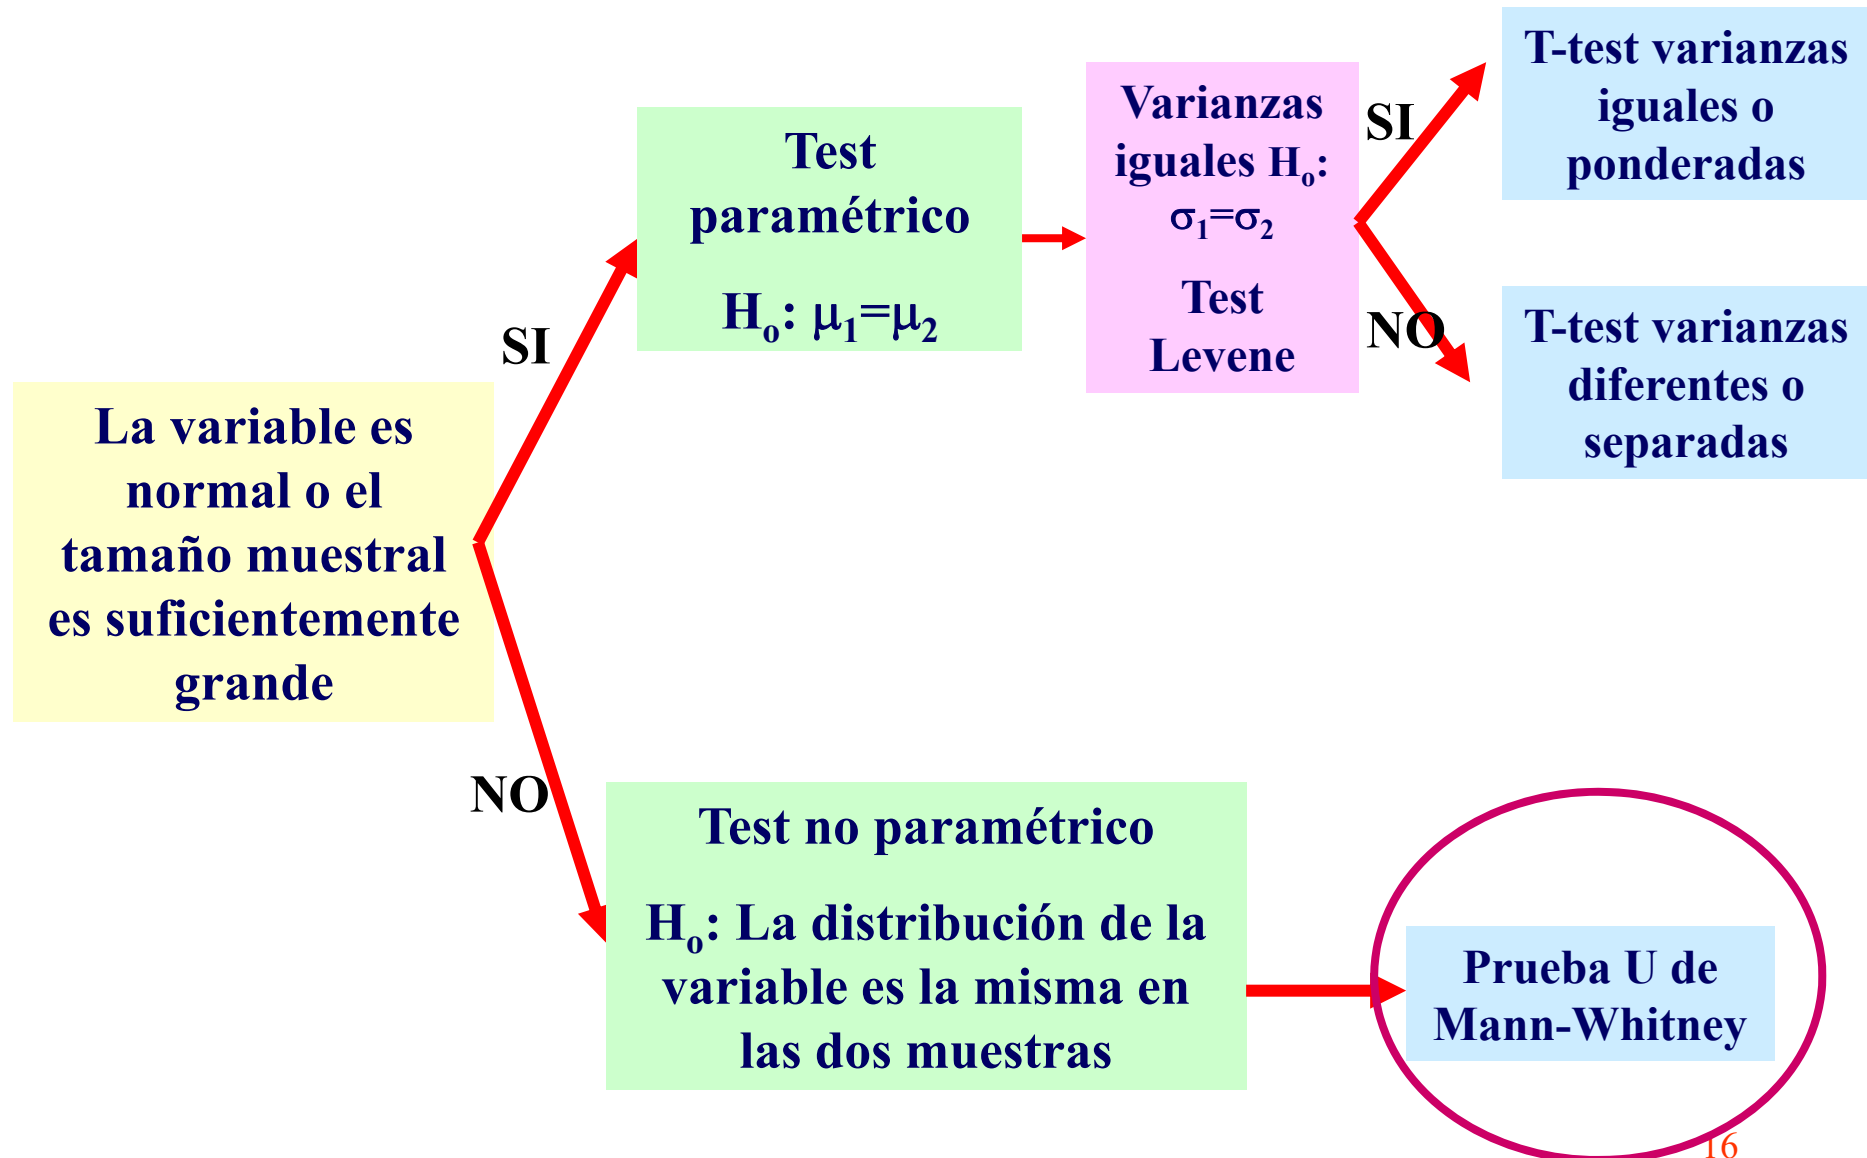 La variable es
normal o el
tamaño muestral
es suficientemente
grande
SI
Test
paramétrico
Hₒ: μ₁=μ₂
Varianzas
iguales Hₒ:
σ₁=σ₂
Test
Levene
SI
T-test varianzas
iguales o
ponderadas
NO
T-test varianzas
diferentes o
separadas
NO
Test no paramétrico
Hₒ: La distribución de la
variable es la misma en
las dos muestras
Prueba U de
Mann-Whitney
16